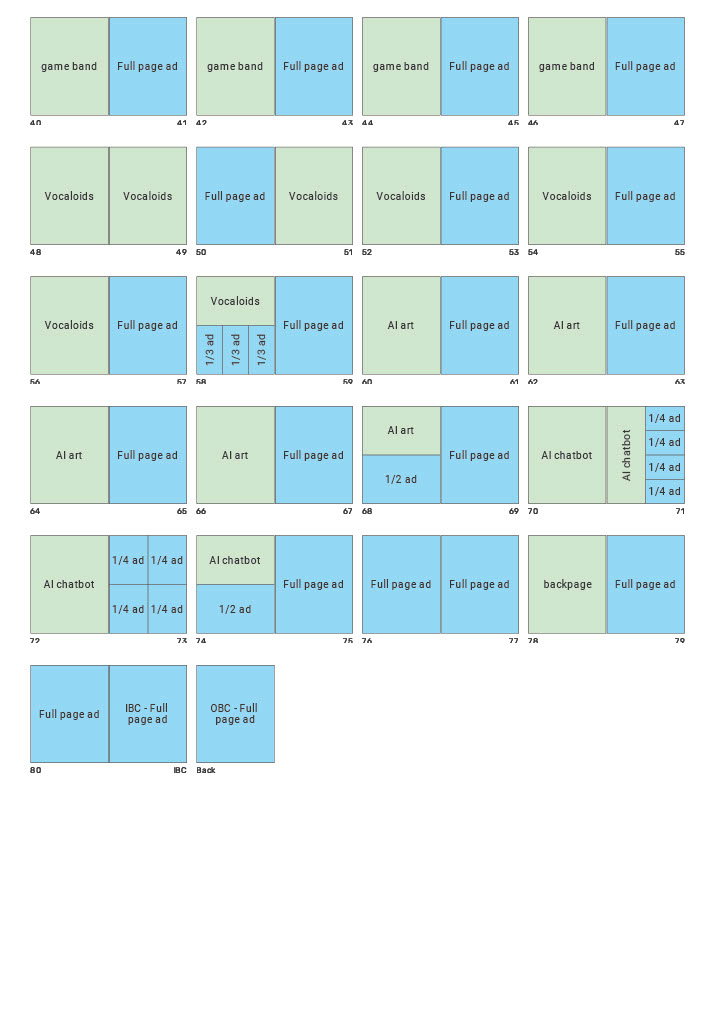 game band
Full page ad
game band
Full page ad
game band
Full page ad
game band
Full page ad
40
41
42
43
44
45
46
47
Vocaloids
Vocaloids
Full page ad
Vocaloids
Vocaloids
Full page ad
Vocaloids
Full page ad
48
49
50
51
52
53
54
55
Vocaloids
Full page ad
Vocaloids
1/3 ad
1/3 ad
1/3 ad
Full page ad
AI art
Full page ad
AI art
Full page ad
56
57
58
59
60
61
62
63
AI art
Full page ad
AI art
Full page ad
AI art
1/2 ad
Full page ad
AI chatbot
AI chatbot
1/4 ad
1/4 ad
1/4 ad
1/4 ad
64
65
66
67
68
69
70
71
AI chatbot
1/4 ad
1/4 ad
1/4 ad
1/4 ad
AI chatbot
1/2 ad
Full page ad
Full page ad
Full page ad
backpage
Full page ad
72
73
74
75
76
77
78
79
Full page ad
IBC - Full
page ad
OBC - Full
page ad
80
IBC
Back